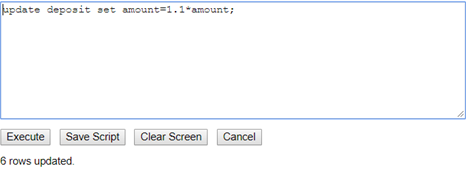 update deposit set amount=1.1*amount;
Execute Save Script Clear Screen Cancel
6 rows updated.